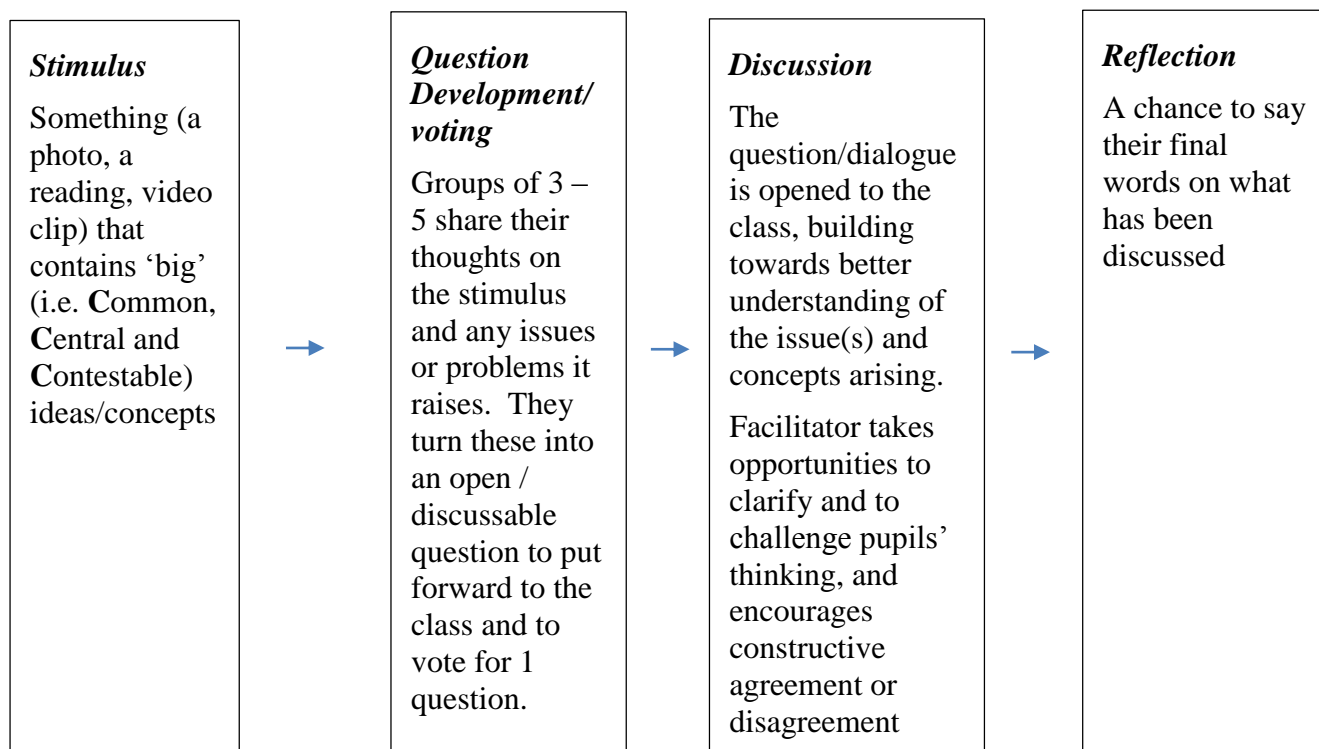 Stimulus
Something (a
photo, a
reading, video
clip) that
contains ‘big’
(i.e. Common,
Central and
Contestable)
ideas/concepts
Question
Development/
voting
Groups of 3 –
5 share their
thoughts on
the stimulus
and any issues
or problems it
raises.  They
turn these into
an open /
discussable
question to put
forward to the
class and to
vote for 1
question.
Discussion
The
question/dialogue
is opened to the
class, building
towards better
understanding of
the issue(s) and
concepts arising.
Facilitator takes
opportunities to
clarify and to
challenge pupils’
thinking, and
encourages
constructive
agreement or
disagreement
Reflection
A chance to say
their final
words on what
has been
discussed